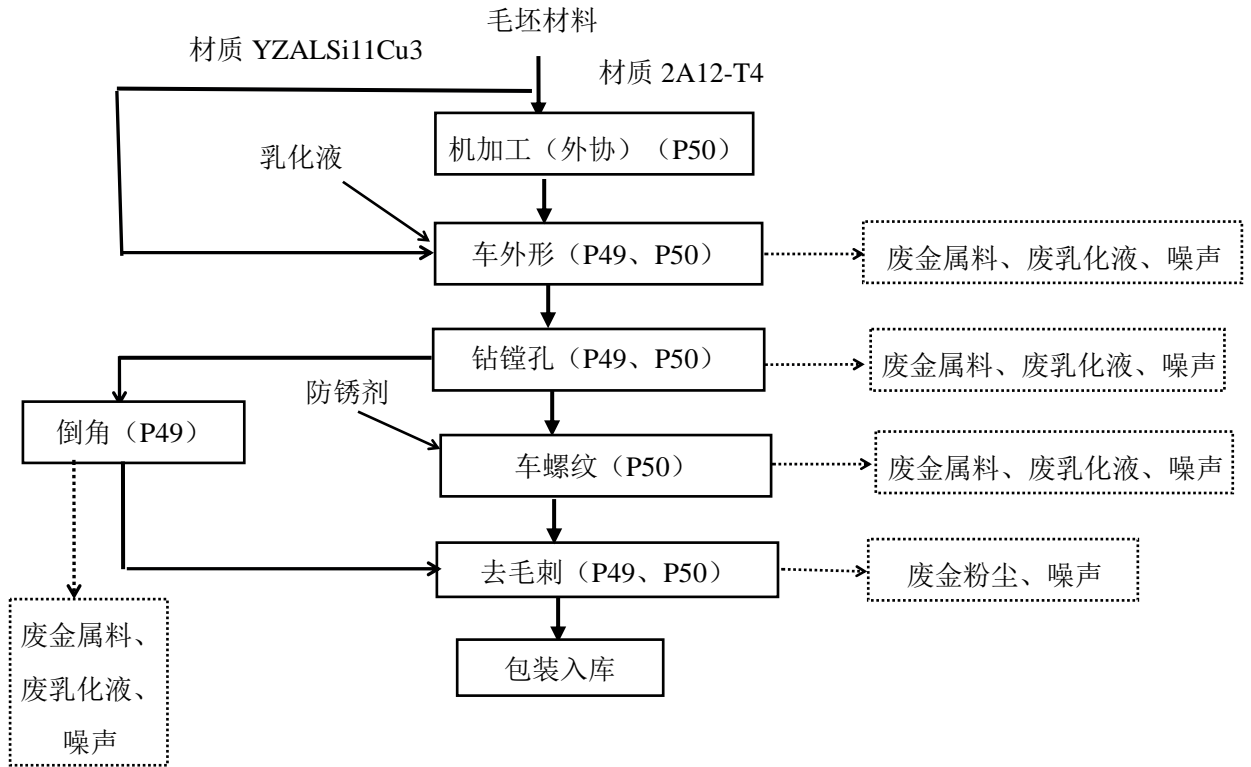 毛坯材料
材质 YZALSi11Cu3
材质 2A12-T4
机加工（外协）（P50）
乳化液
车外形（P49、P50）
废金属料、废乳化液、噪声
钻镗孔（P49、P50）
废金属料、废乳化液、噪声
防锈剂
倒角（P49）
车螺纹（P50）
废金属料、废乳化液、噪声
去毛刺（P49、P50）
废金粉尘、噪声
废金属料、
废乳化液、
噪声
包装入库